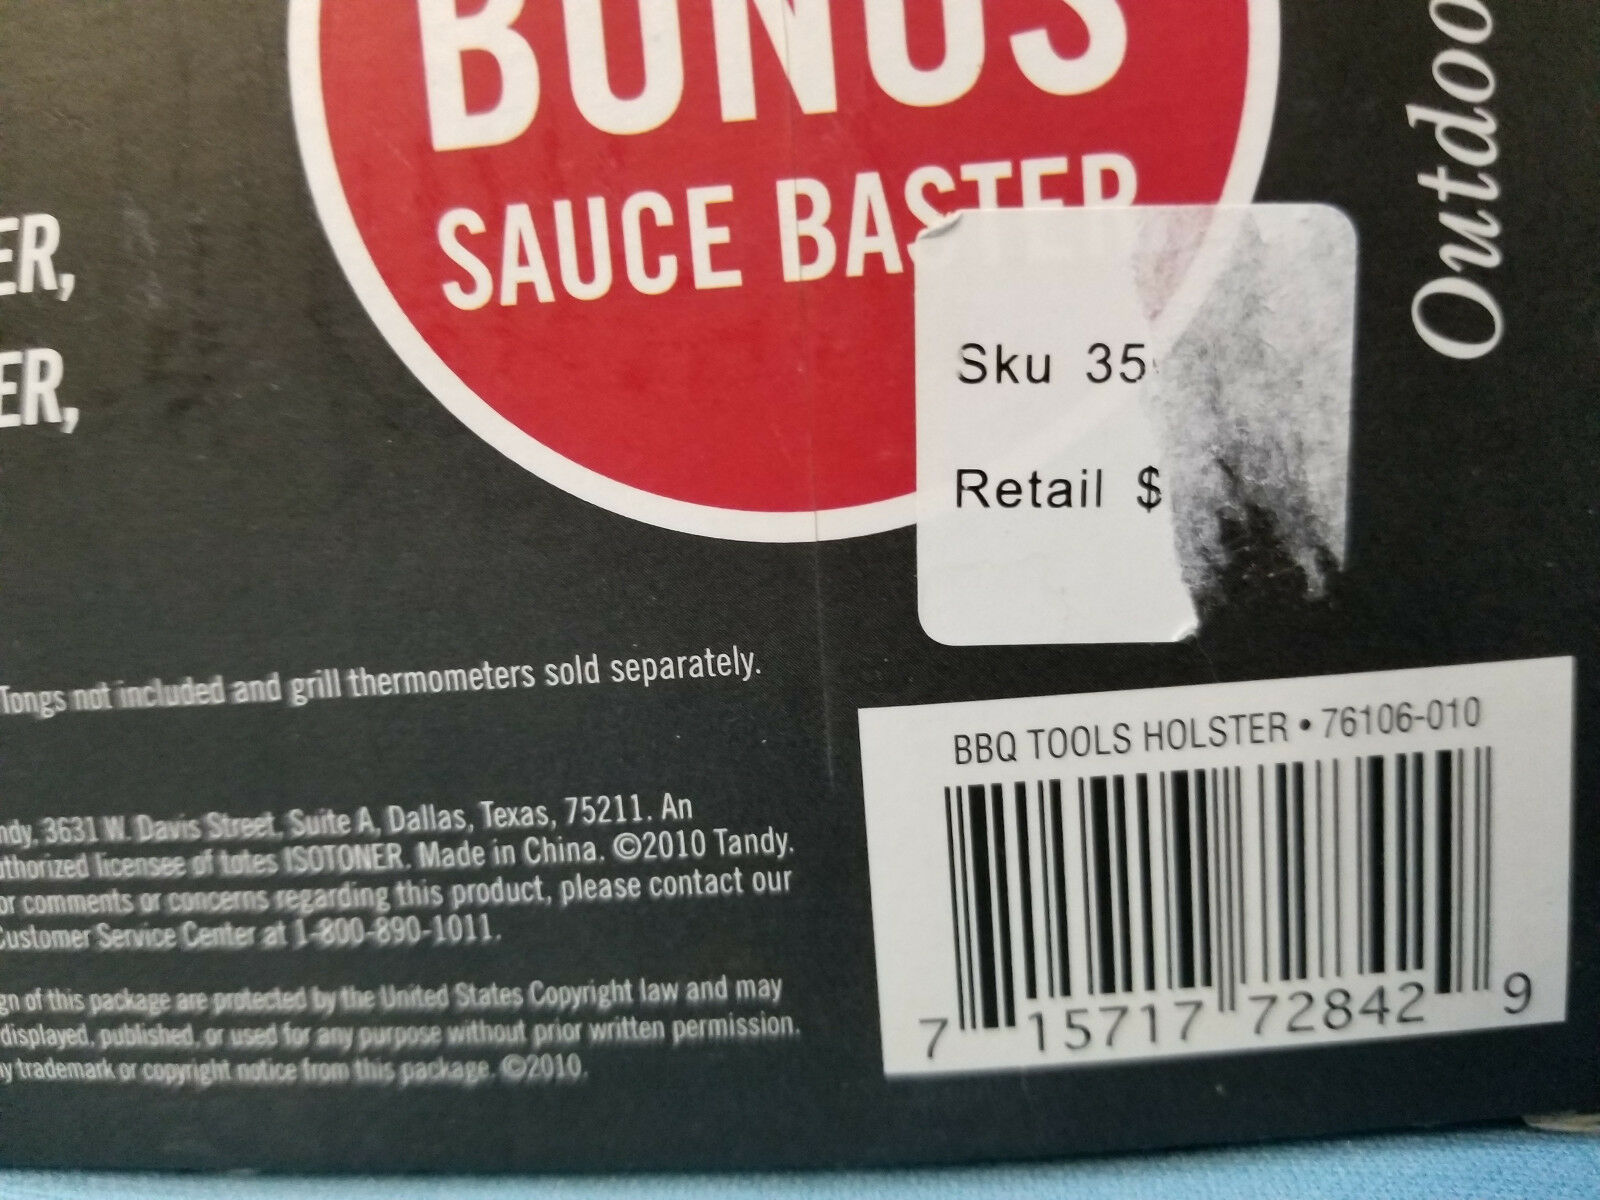 BONUS
SAUCE BASTER
ER,
ER,
Outdoo
Sku 35
Retail $
Tongs not included and grill thermometers sold separately.
BBQ TOOLS HOLSTER • 76106-010
7 15717 72842 9
ndy, 3631 W. Davis Street, Suite A, Dallas, Texas, 75211. An
uthorized licensee of totes ISOTONER. Made in China. ©2010 Tandy.
or comments or concerns regarding this product, please contact our
Customer Service Center at 1-800-890-1011.
gn of this package are protected by the United States Copyright law and may
displayed, published, or used for any purpose without prior written permission.
ny trademark or copyright notice from this package. ©2010.